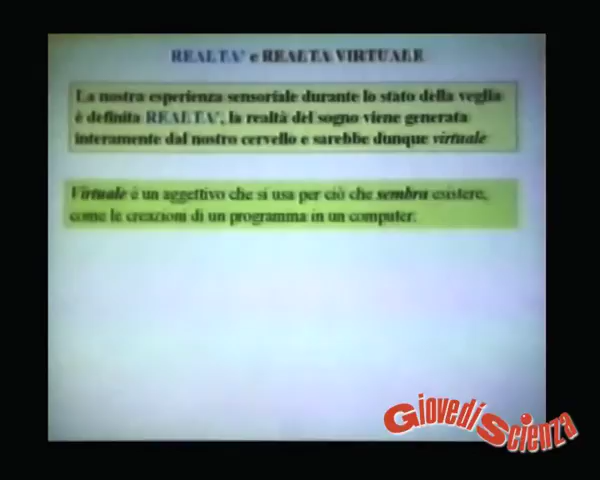 REALTA' e REALTA VIRTUALE
La nostra esperienza sensoriale durante lo stato della veglia
è definita REALTA', la realtà del sogno viene generata
interamente dal nostro cervello e sarebbe dunque virtuale
Virtuale è un aggettivo che si usa per ciò che sembra esistere,
come le creazioni di un programma in un computer.
Giovedì Scienza